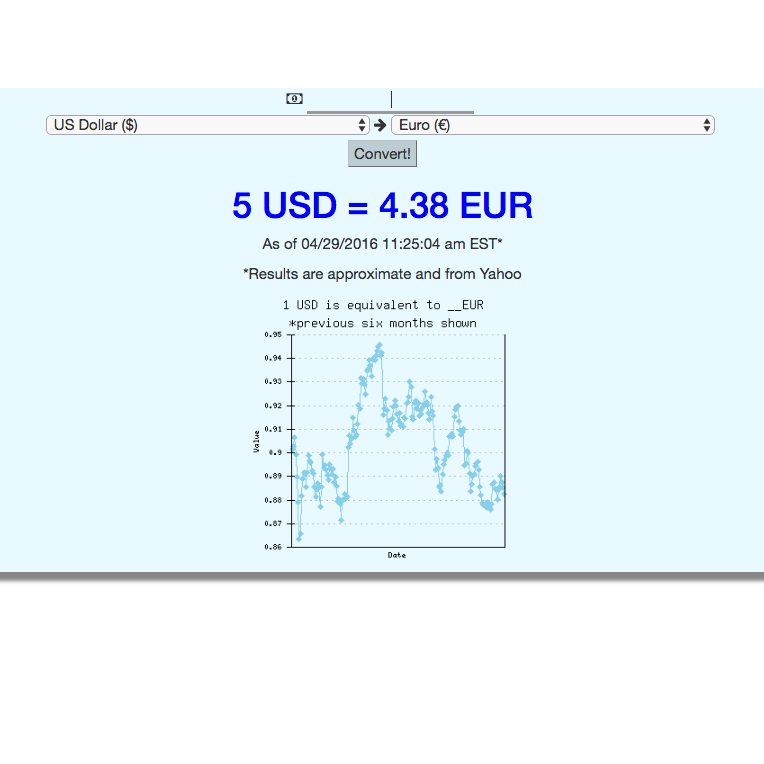 US Dollar ($) Euro (€)
Convert!
5 USD = 4.38 EUR
As of 04/29/2016 11:25:04 am EST*
*Results are approximate and from Yahoo
1 USD is equivalent to __EUR
*previous six months shown
0.95
0.94
0.93
0.92
0.91
0.9
0.89
0.88
0.87
0.86
Value
Date